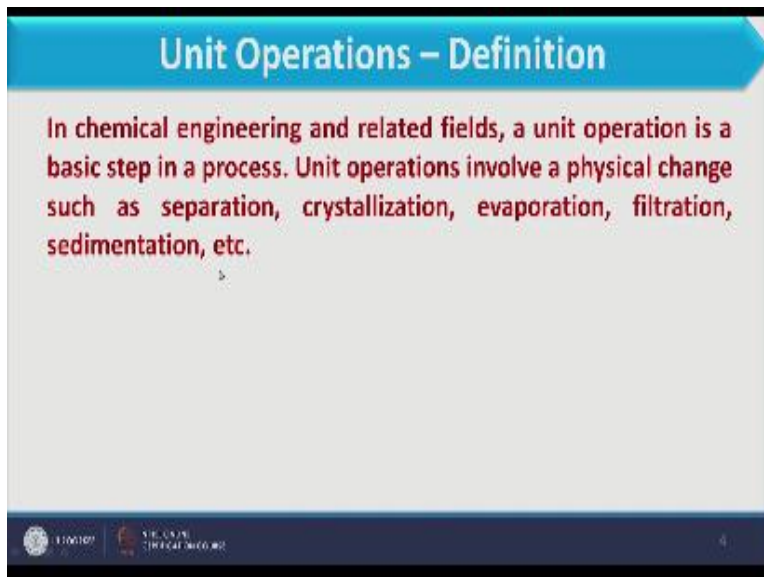 Unit Operations – Definition
In chemical engineering and related fields, a unit operation is a
basic step in a process. Unit operations involve a physical change
such as separation, crystallization, evaporation, filtration,
sedimentation, etc.
4